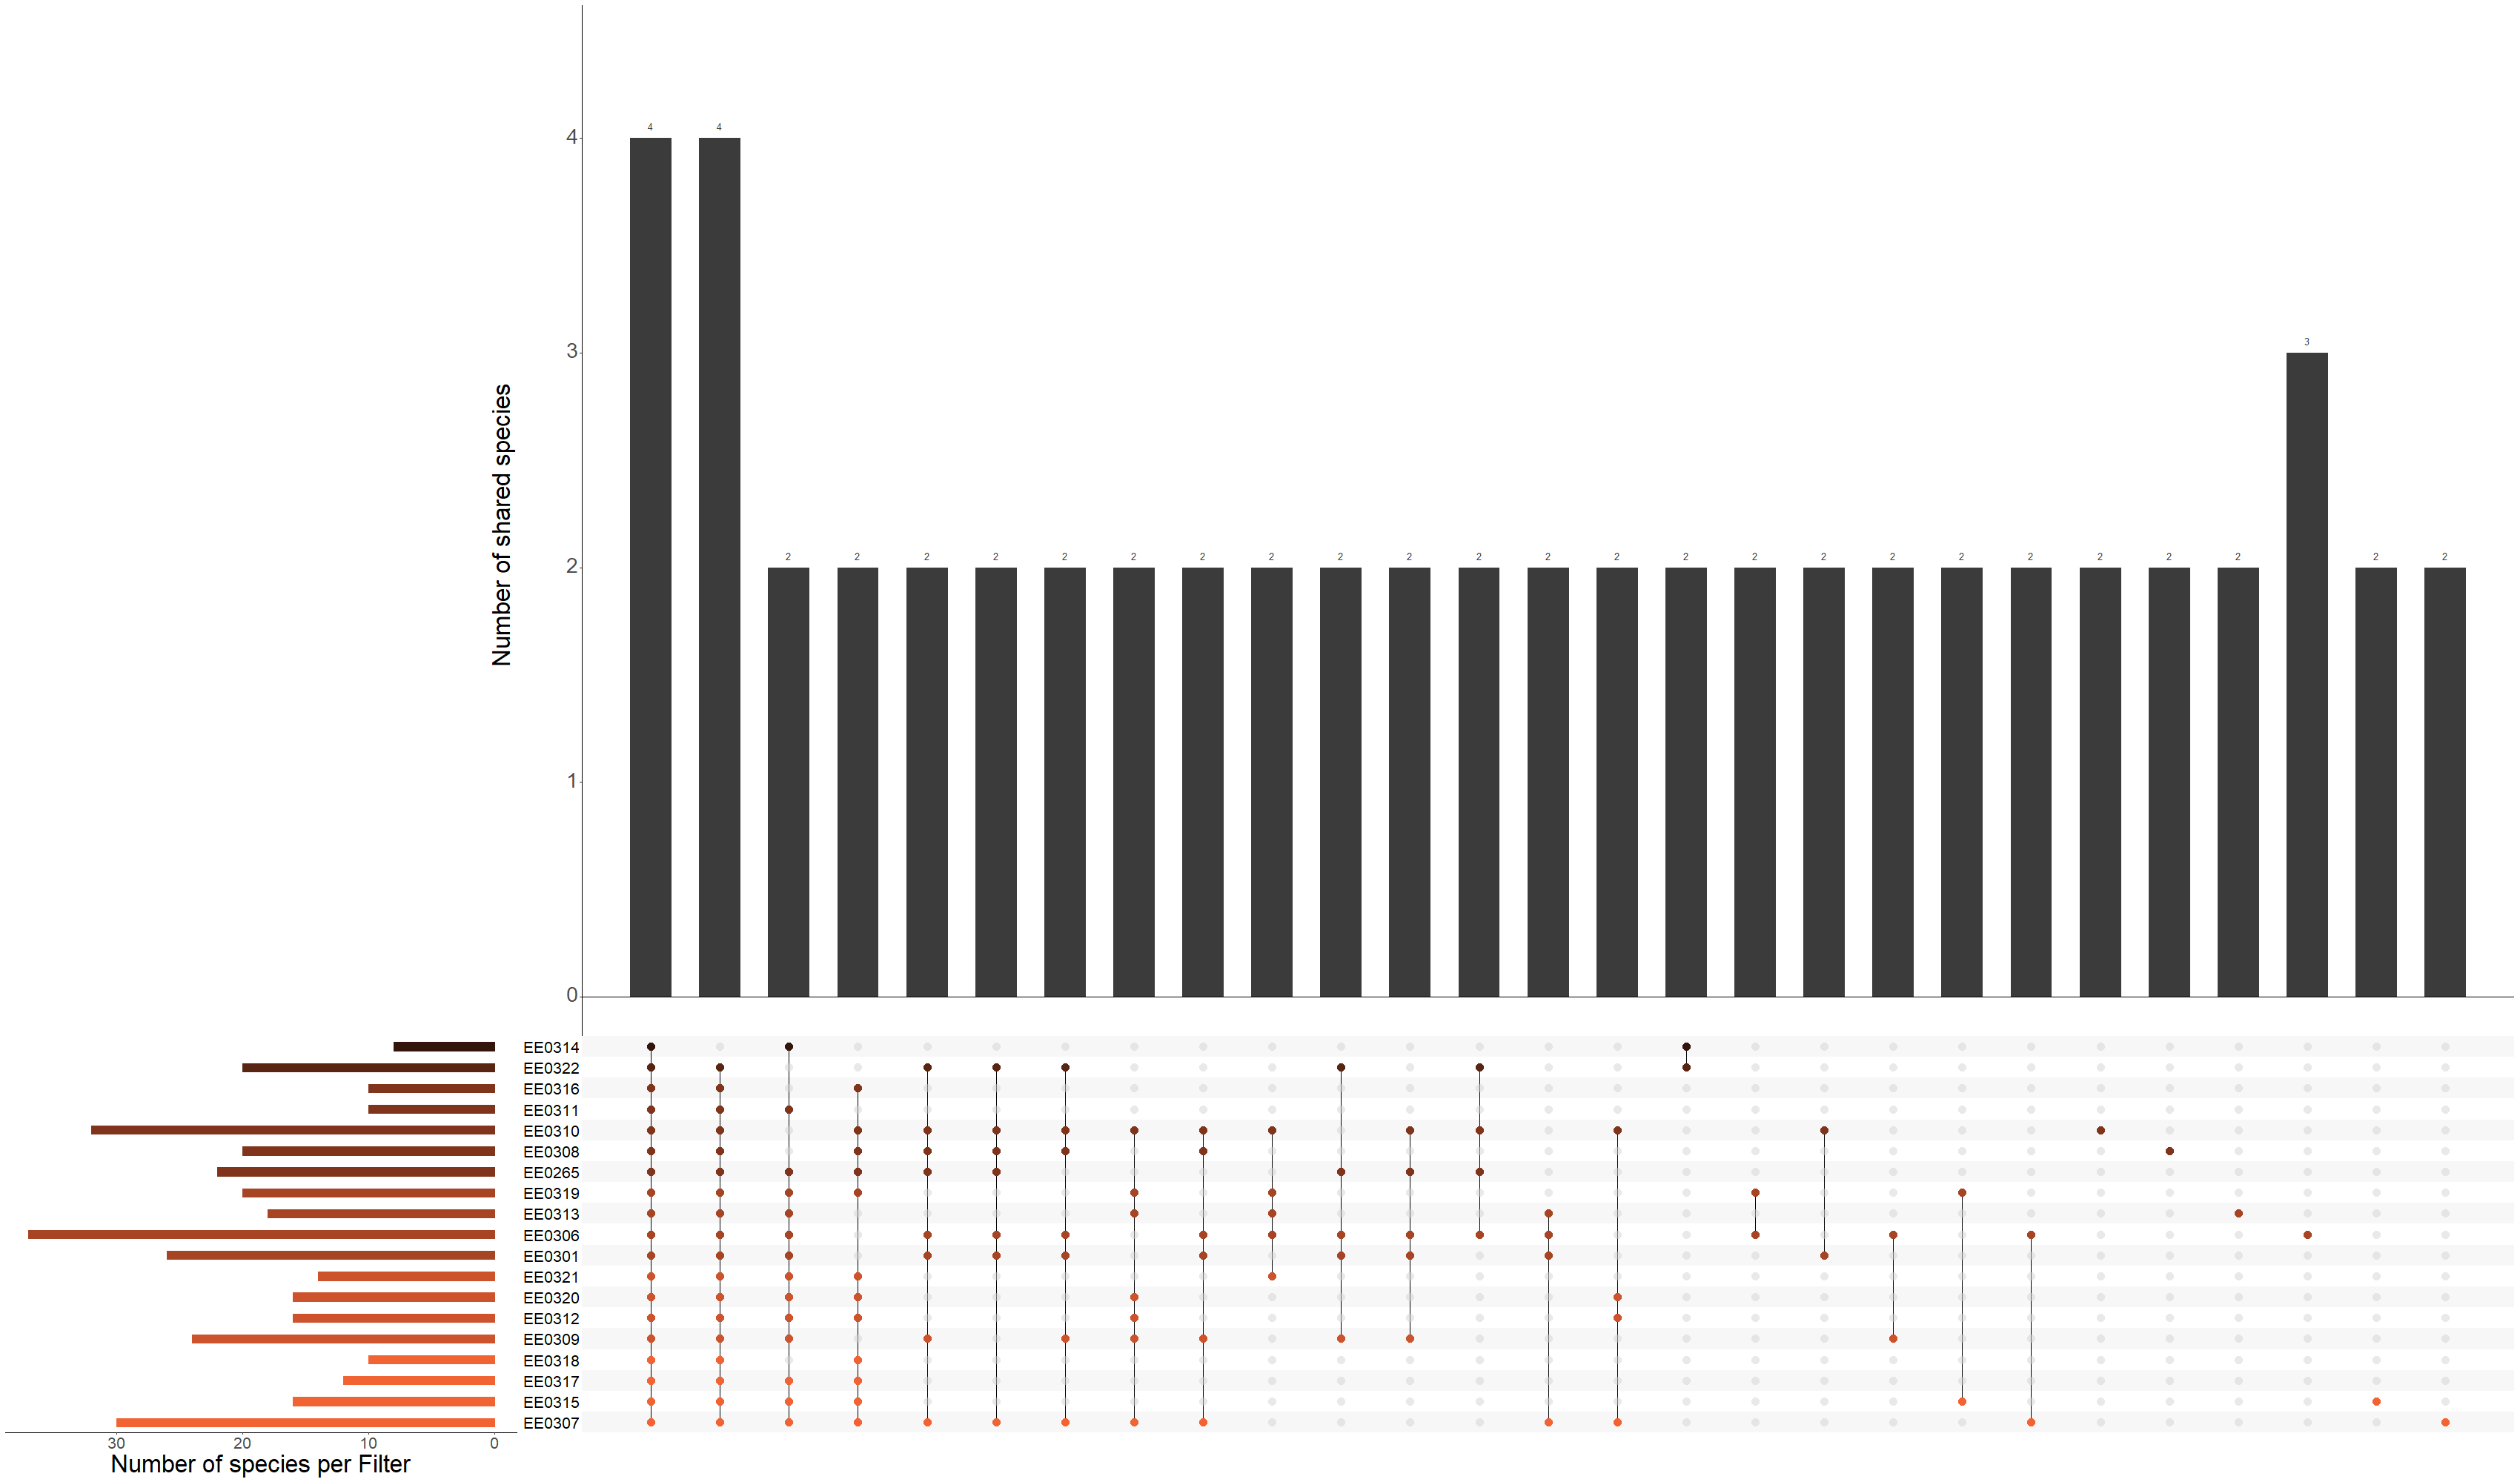 4
3
2
1
0
Number of shared species
4 4 2 2 2 2 2 2 2 2 2 2 2 2 2 2 2 2 2 2 2 2 2 2 3 2 2
EE0314
EE0322
EE0316
EE0311
EE0310
EE0308
EE0265
EE0319
EE0313
EE0306
EE0301
EE0321
EE0320
EE0312
EE0309
EE0318
EE0317
EE0315
EE0307
30 20 10 0
Number of species per Filter